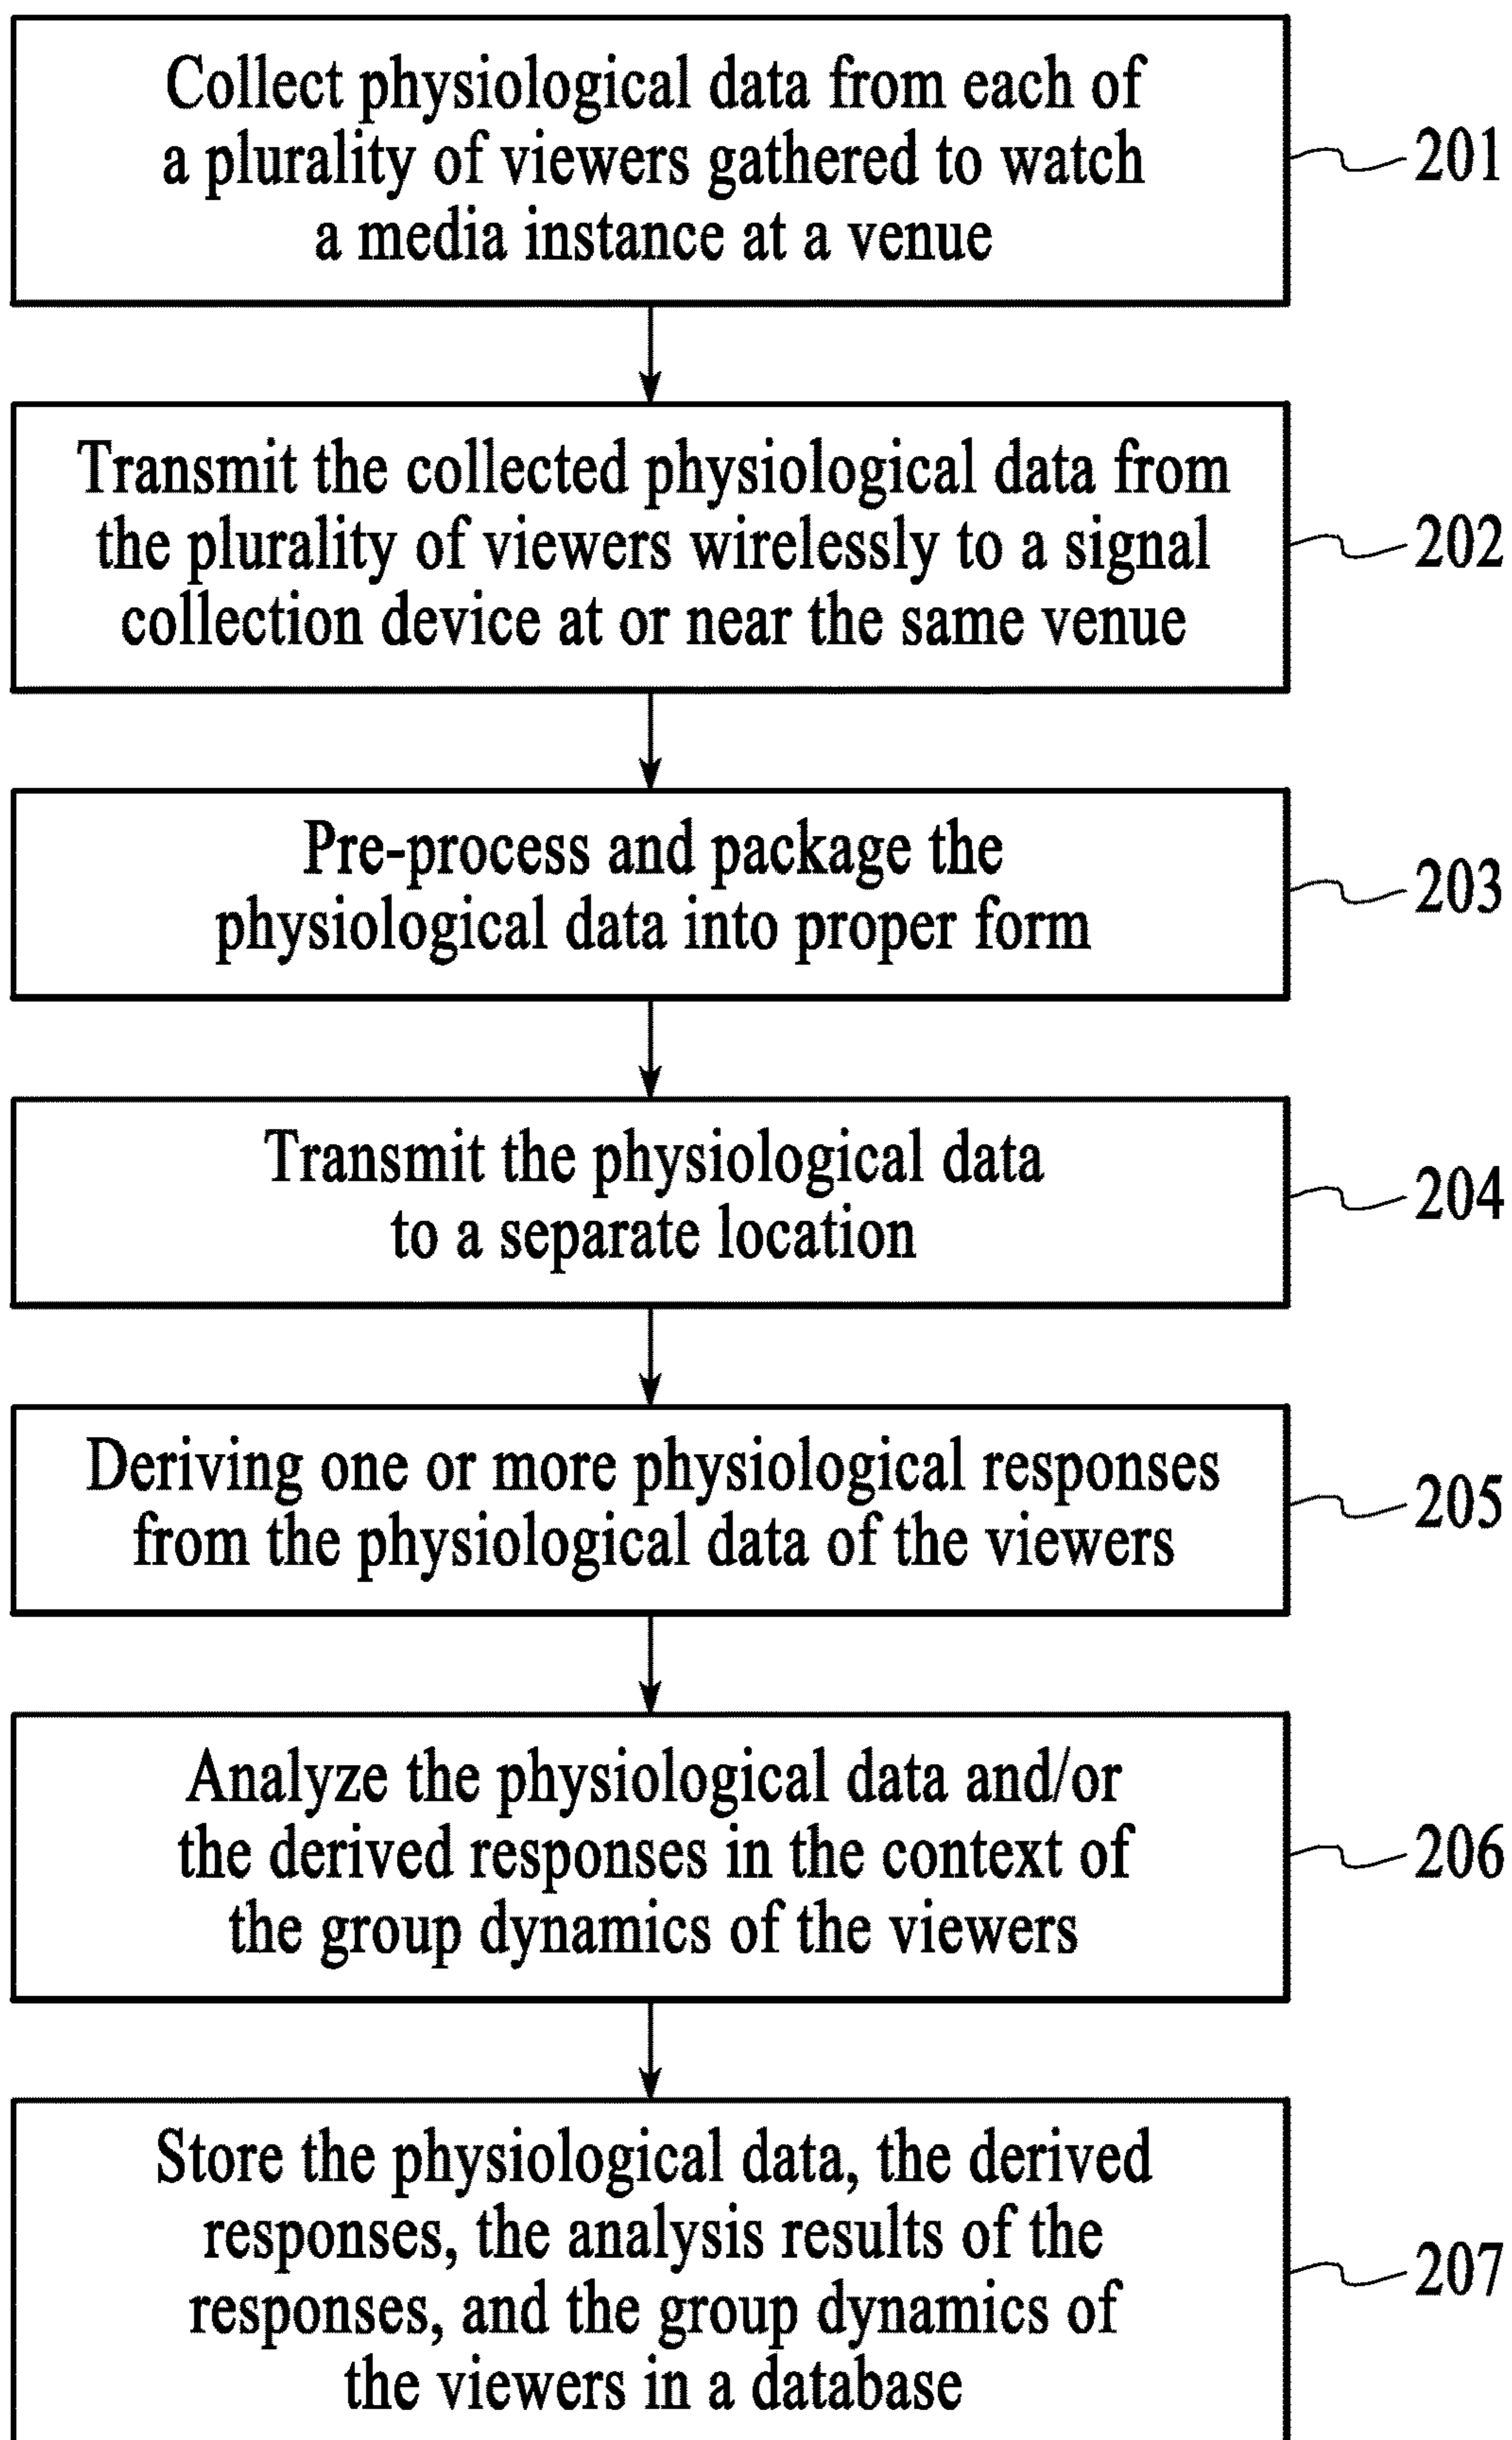 Collect physiological data from each of
a plurality of viewers gathered to watch
a media instance at a venue
201
Transmit the collected physiological data from
the plurality of viewers wirelessly to a signal
collection device at or near the same venue
202
Pre-process and package the
physiological data into proper form
203
Transmit the physiological data
to a separate location
204
Deriving one or more physiological responses
from the physiological data of the viewers
205
Analyze the physiological data and/or
the derived responses in the context of
the group dynamics of the viewers
206
Store the physiological data, the derived
responses, the analysis results of the
responses, and the group dynamics of
the viewers in a database
207